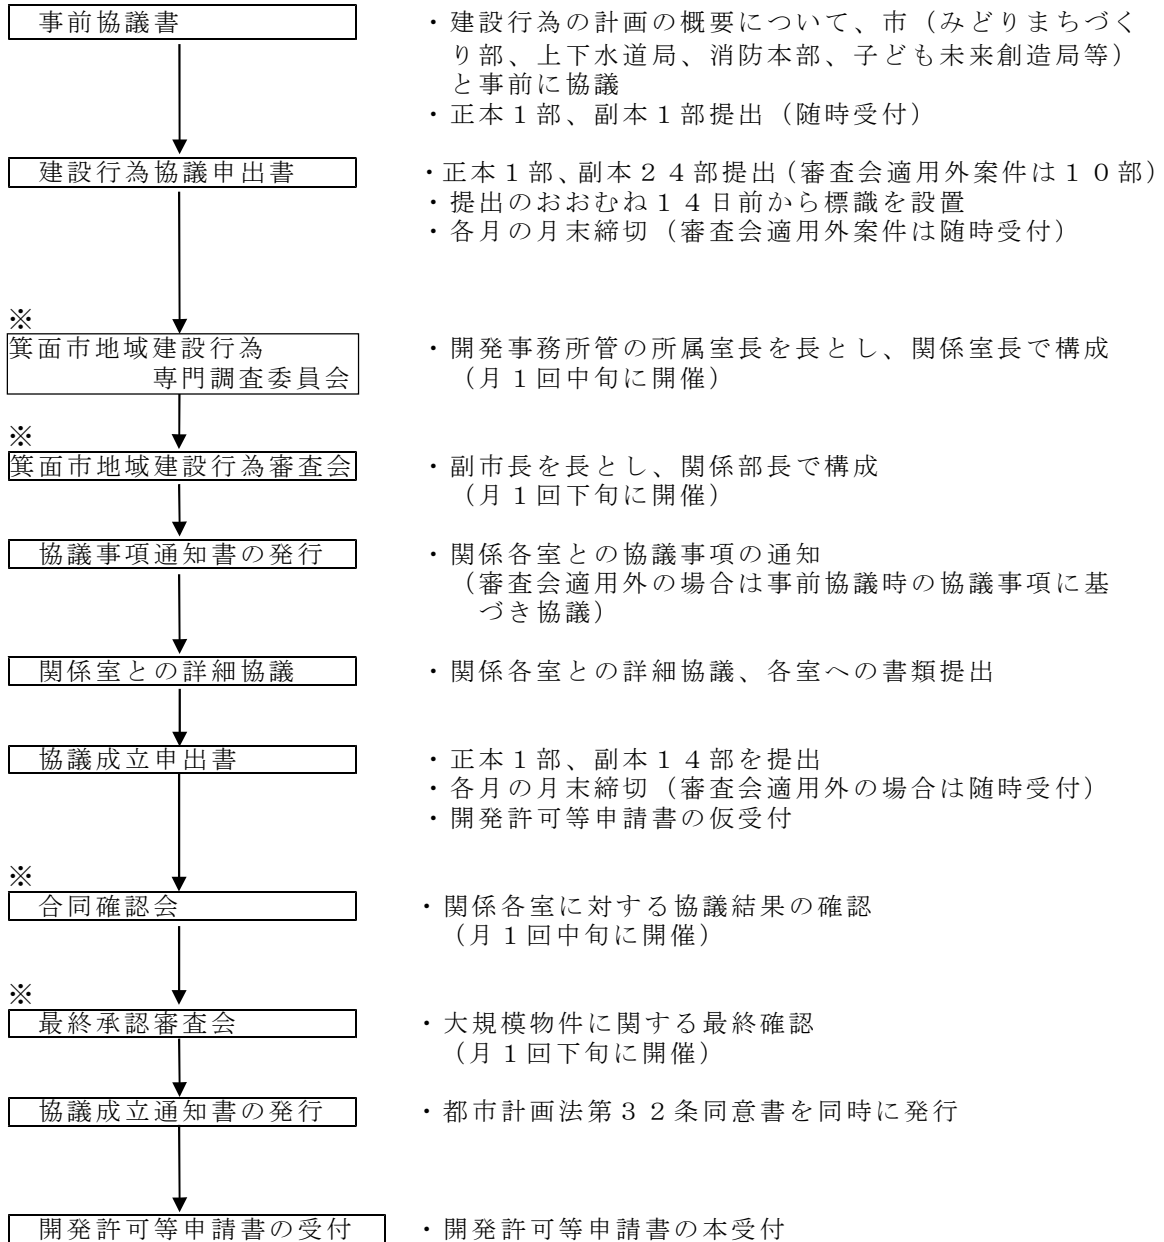 事前協議書
・建設行為の計画の概要について、市（みどりまちづく
り部、上下水道局、消防本部、子ども未来創造局等）
と事前に協議
・正本１部、副本１部提出（随時受付）
建設行為協議申出書
・正本１部、副本２４部提出（審査会適用外案件は１０部）
・提出のおおむね１４日前から標識を設置
・各月の月末締切（審査会適用外案件は随時受付）
※
箕面市地域建設行為
専門調査委員会
・開発事務所管の所属室長を長とし、関係室長で構成
（月１回中旬に開催）
※
箕面市地域建設行為審査会
・副市長を長とし、関係部長で構成
（月１回下旬に開催）
協議事項通知書の発行
・関係各室との協議事項の通知
（審査会適用外の場合は事前協議時の協議事項に基
づき協議）
関係室との詳細協議
・関係各室との詳細協議、各室への書類提出
協議成立申出書
・正本１部、副本１４部を提出
・各月の月末締切（審査会適用外の場合は随時受付）
・開発許可等申請書の仮受付
※
合同確認会
・関係各室に対する協議結果の確認
（月１回中旬に開催）
※
最終承認審査会
・大規模物件に関する最終確認
（月１回下旬に開催）
協議成立通知書の発行
・都市計画法第３２条同意書を同時に発行
開発許可等申請書の受付
・開発許可等申請書の本受付